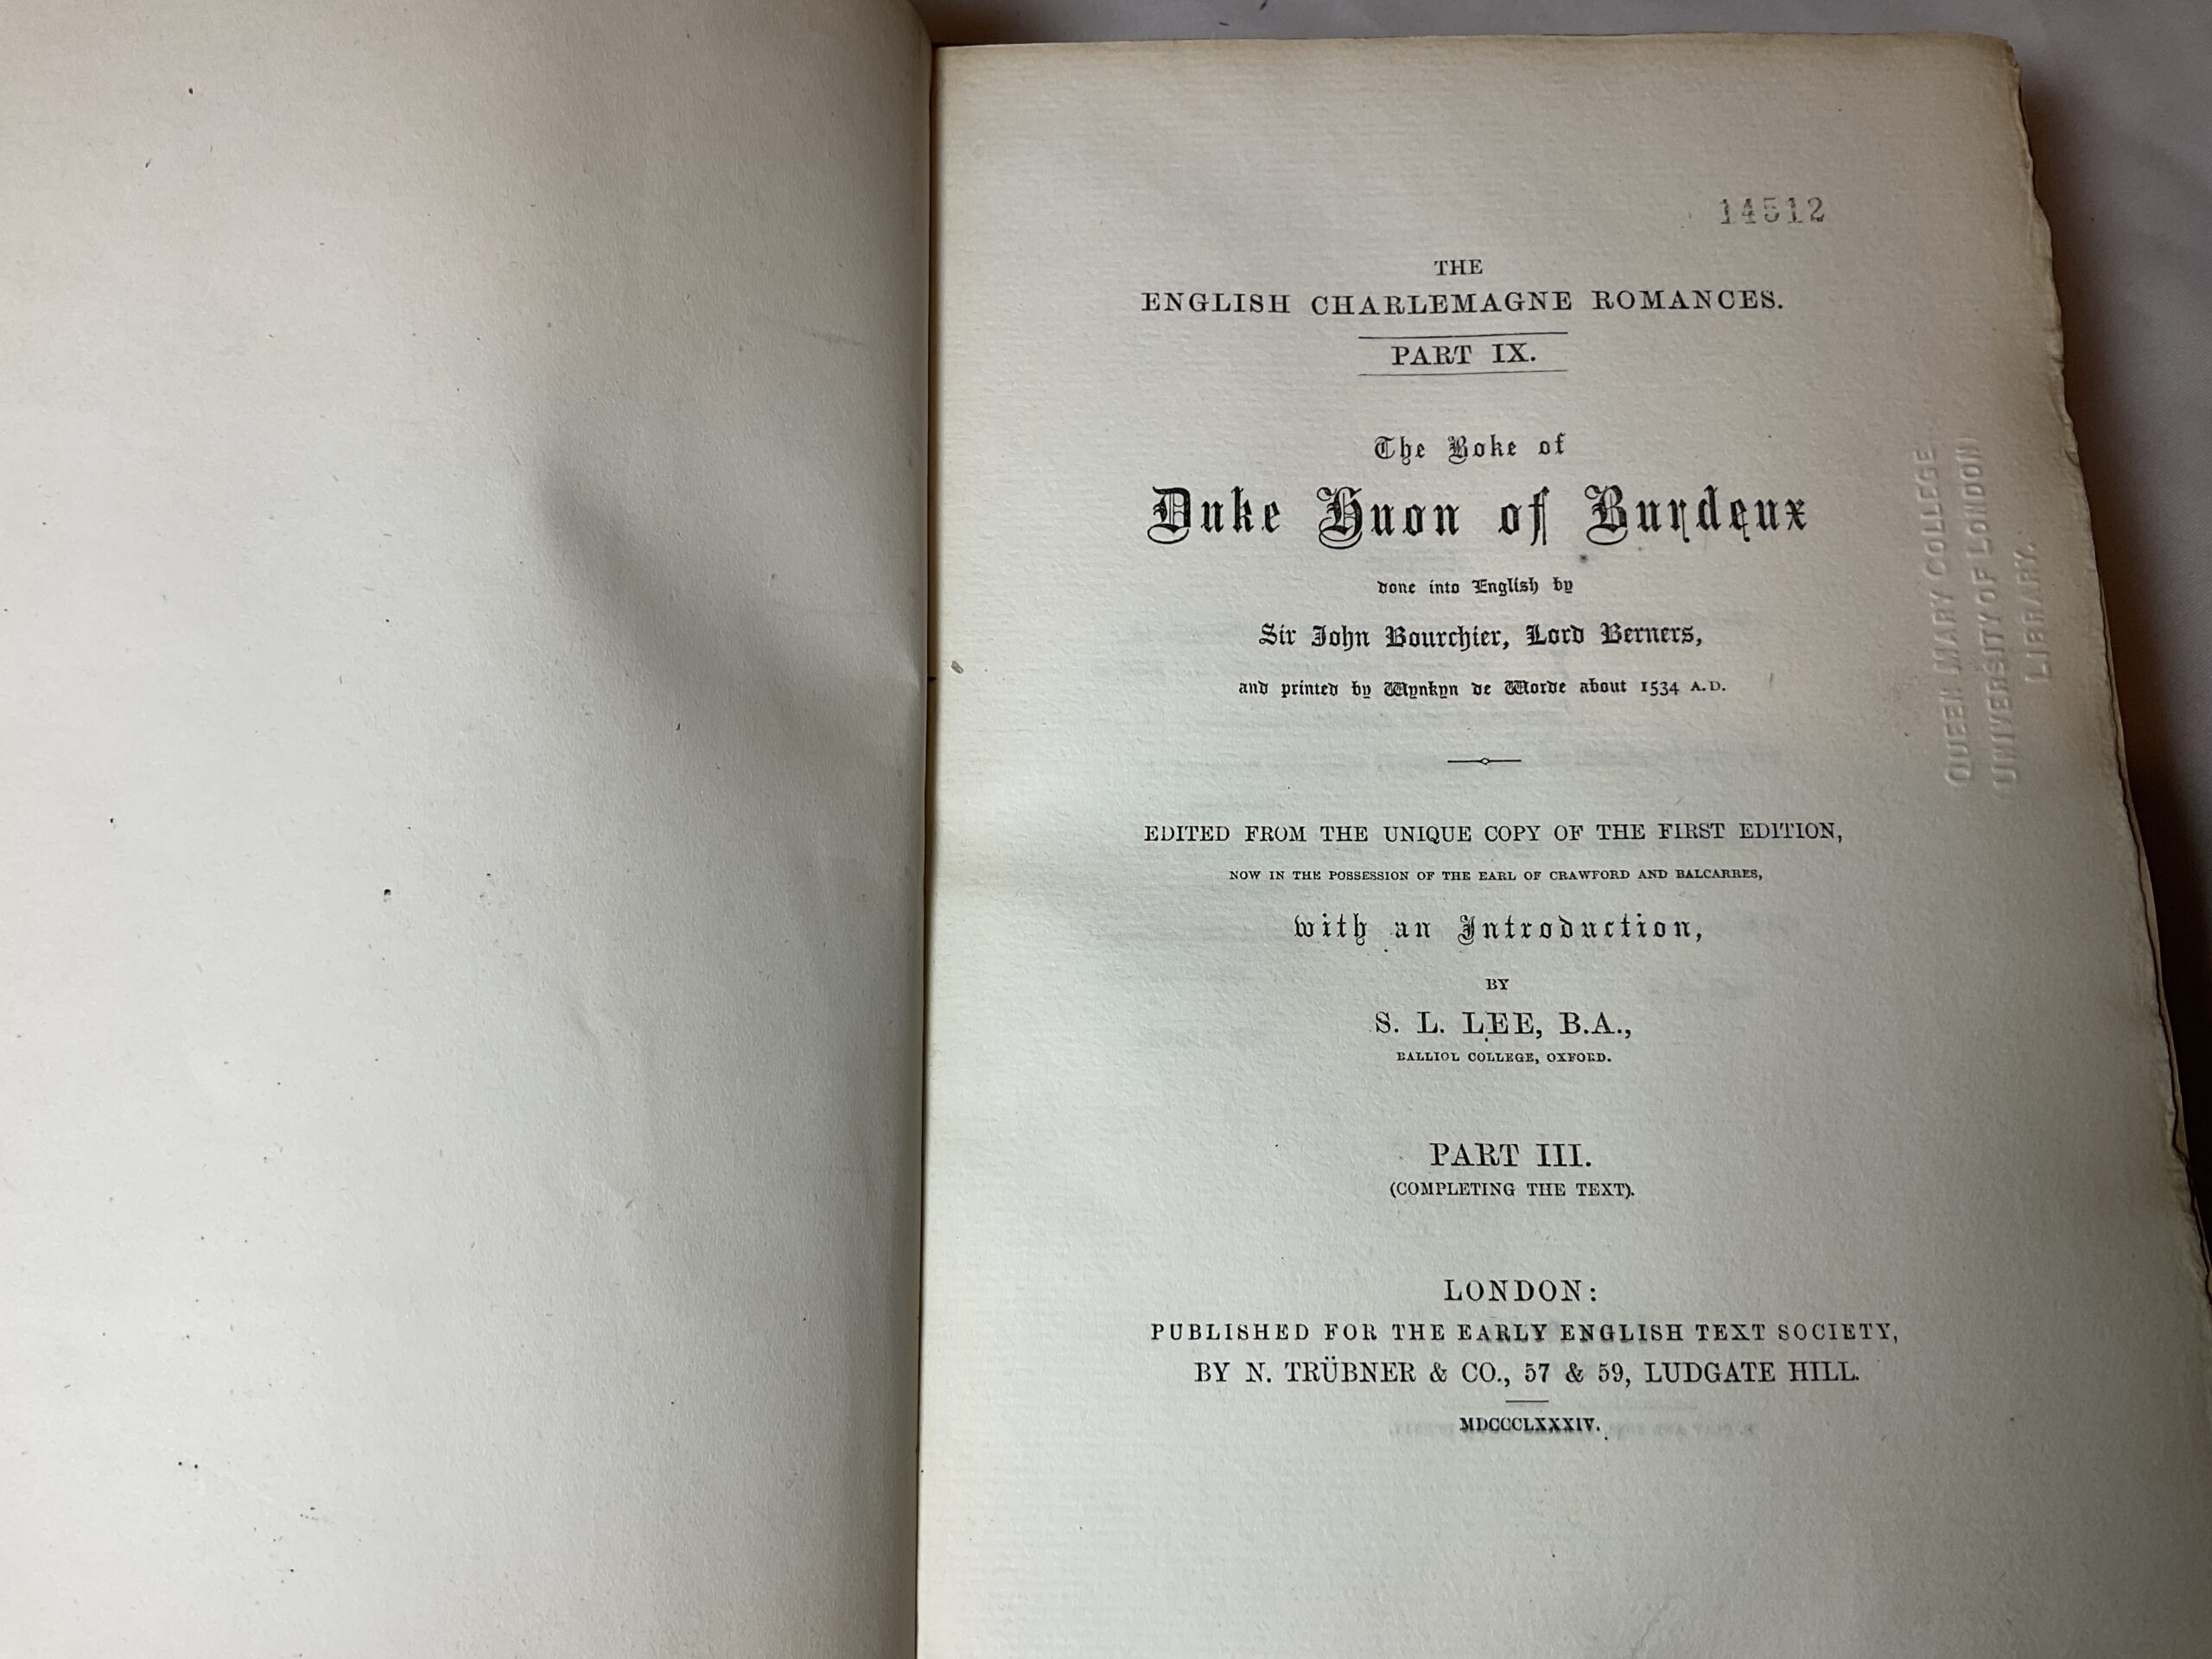 14512
THE
ENGLISH CHARLEMAGNE ROMANCES.
PART IX.
The Boke of
Duke Huon of Burdeux
done into English by
Sir John Bourchier, Lord Berners,
and printed by Wynkyn de Worde about 1534 A.D.
EDITED FROM THE UNIQUE COPY OF THE FIRST EDITION,
NOW IN THE POSSESSION OF THE EARL OF CRAWFORD AND BALCARRES,
with an Introduction,
BY
S. L. LEE, B.A.,
BALLIOL COLLEGE, OXFORD.
PART III.
(COMPLETING THE TEXT).
LONDON:
PUBLISHED FOR THE EARLY ENGLISH TEXT SOCIETY,
BY N. TRÜBNER & CO., 57 & 59, LUDGATE HILL.
MDCCCLXXXIV.
QUEEN MARY COLLEGE
UNIVERSITY OF LONDON
LIBRARY.